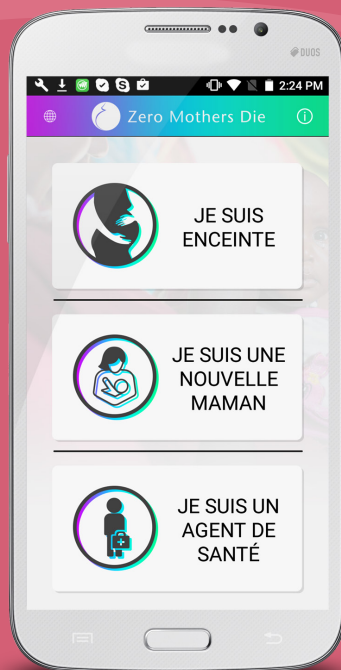 DUOS
2:24 PM
Zero Mothers Die
JE SUIS
ENCEINTE
JE SUIS UNE
NOUVELLE
MAMAN
JE SUIS UN
AGENT DE
SANTÉ